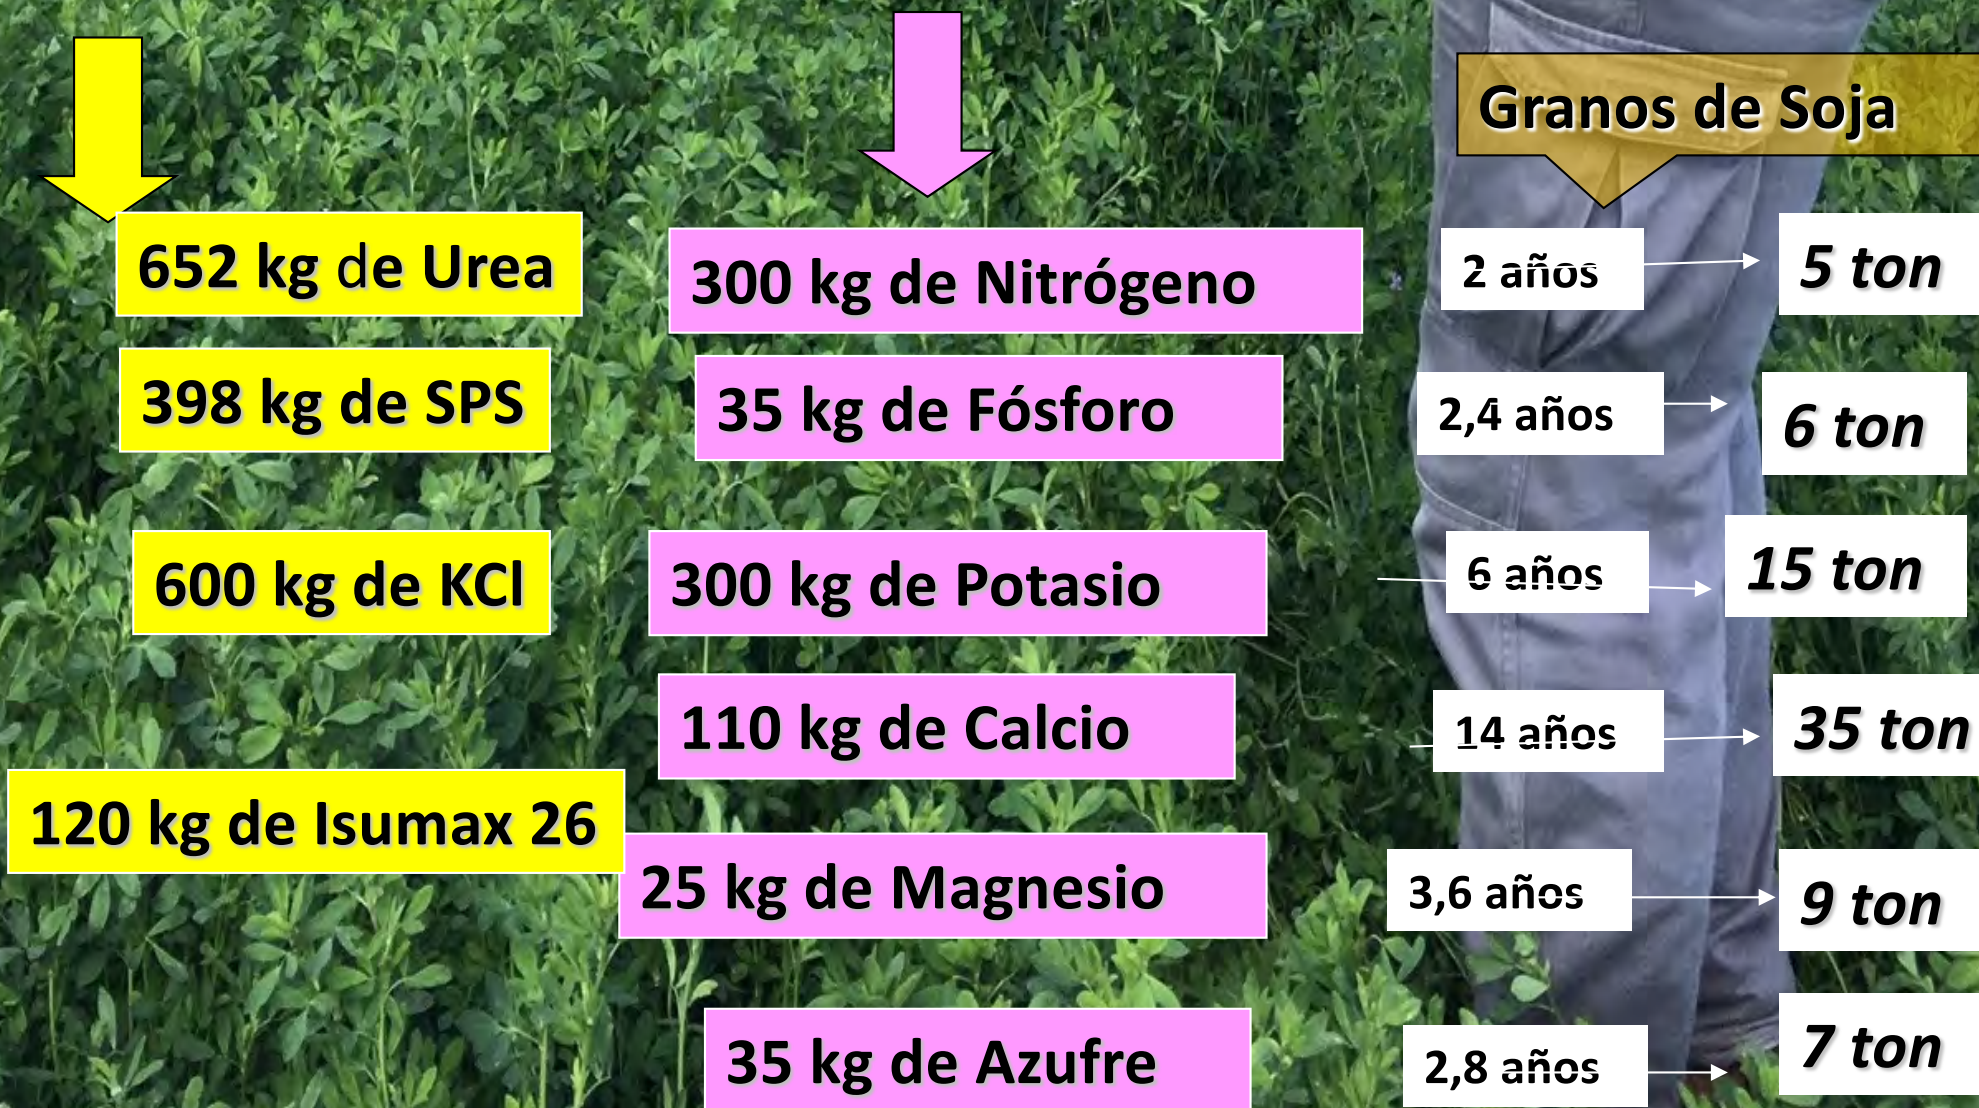 Granos de Soja
652 kg de Urea
300 kg de Nitrógeno
2 años
5 ton
398 kg de SPS
35 kg de Fósforo
2,4 años
6 ton
600 kg de KCl
300 kg de Potasio
6 años
15 ton
110 kg de Calcio
14 años
35 ton
120 kg de Isumax 26
25 kg de Magnesio
3,6 años
9 ton
35 kg de Azufre
2,8 años
7 ton